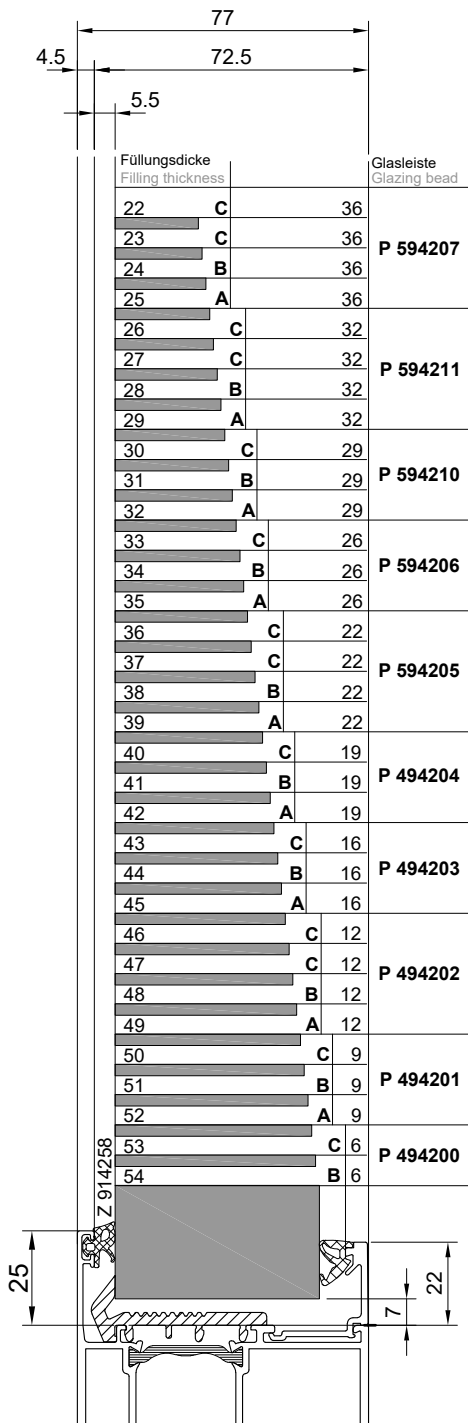 77
4.5 72.5
5.5
Füllungsdicke Glasleiste
Filling thickness Glazing bead
22 C 36
23 C 36
P 594207
24 B 36
25 A 36
26 C 32
27 C 32
P 594211
28 B 32
29 A 32
30 C 29
31 B 29 P 594210
32 A 29
33 C 26
34 B 26 P 594206
35 A 26
36 C 22
37 C 22
P 594205
38 B 22
39 A 22
40 C 19
41 B 19 P 494204
42 A 19
43 C 16
44 B 16 P 494203
45 A 16
46 C 12
47 C 12
P 494202
48 B 12
49 A 12
50 C 9
51 B 9 P 494201
52 A 9
53 C 6
P 494200
54 B 6
Z 914258
25
22
7